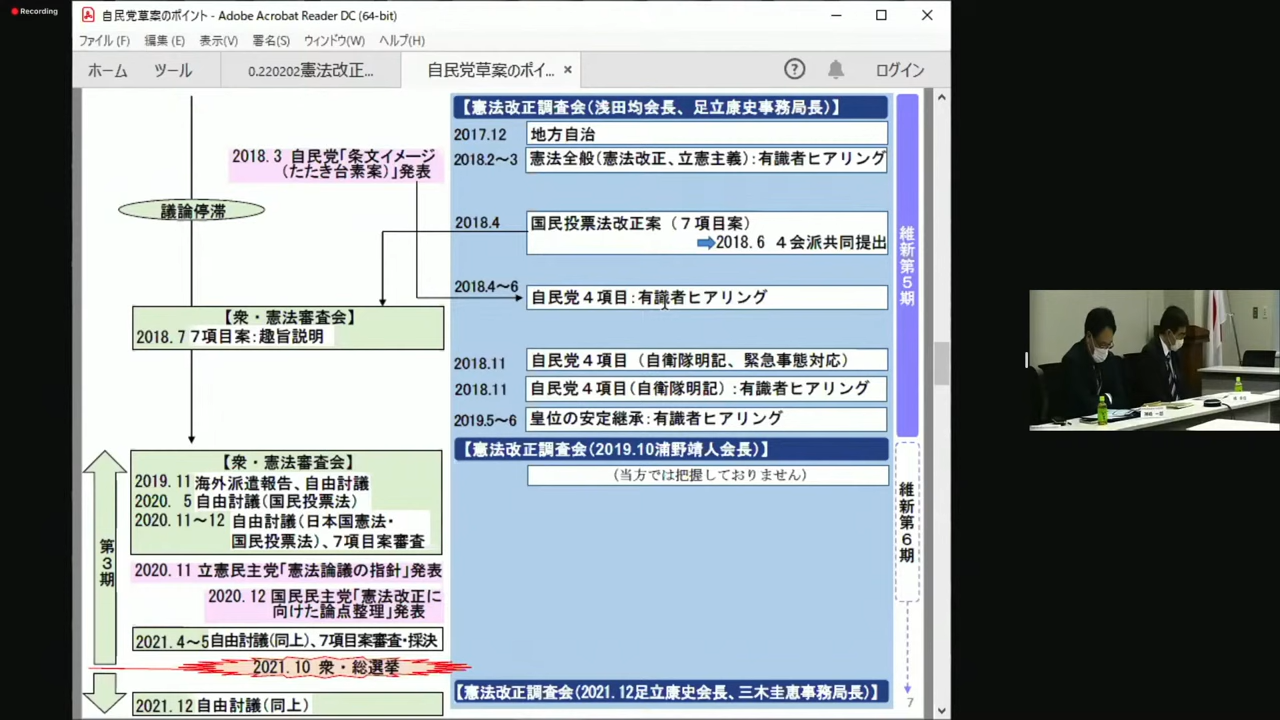 Recording
自民党草案のポイント - Adobe Acrobat Reader DC (64-bit)
ファイル(F) 編集(E) 表示(V) 署名(S) ウィンドウ(W) ヘルプ(H)
ホーム ツール 0.220202憲法改正... 自民党草案のポイ... × ログイン
2018.3 自民党「条文イメージ
(たたき台素案)」発表
議論停滞
【衆・憲法審査会】
2018.7 7項目案:趣旨説明
第3期
【衆・憲法審査会】
2019.11 海外派遣報告、自由討議
2020. 5 自由討議(国民投票法)
2020.11~12 自由討議(日本国憲法・
国民投票法)、7項目案審査
2020.11 立憲民主党「憲法論議の指針」発表
2020.12 国民民主党「憲法改正に
向けた論点整理」発表
2021.4~5自由討議(同上)、7項目案審査・採決
2021.10 衆・総選挙
2021.12 自由討議(同上)
【憲法改正調査会(浅田均会長、足立康史事務局長)】
2017.12 地方自治
2018.2~3 憲法全般(憲法改正、立憲主義):有識者ヒアリング
2018.4 国民投票法改正案(7項目案)
2018.6 4会派共同提出
2018.4~6 自民党4項目:有識者ヒアリング
2018.11 自民党4項目(自衛隊明記、緊急事態対応)
2018.11 自民党4項目(自衛隊明記):有識者ヒアリング
2019.5~6 皇位の安定継承:有識者ヒアリング
【憲法改正調査会(2019.10浦野靖人会長)】
(当方では把握しておりません)
【憲法改正調査会(2021.12足立康史会長、三木圭恵事務局長)】
維新第5期
維新第6期
7